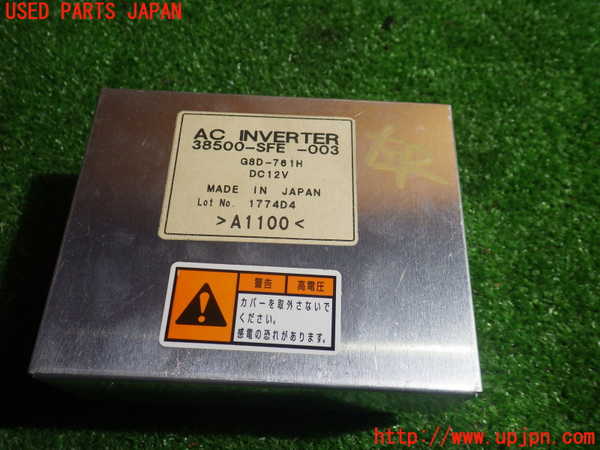 USED PARTS JAPAN
AC INVERTER
38500-SFE -003
G8D-761H
DC12V
MADE IN JAPAN
Lot No. 1774D4
>A1100<
警告 高電圧
カバーを取外さないで
ください。
感電の恐れがあります。
http://www.upjpn.com/